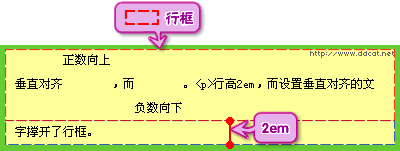 行框
http://www.ddcat.net
正数向上
垂直对齐 ,而 。<p>行高2em,而设置垂直对齐的文
负数向下
字撑开了行框。
2em